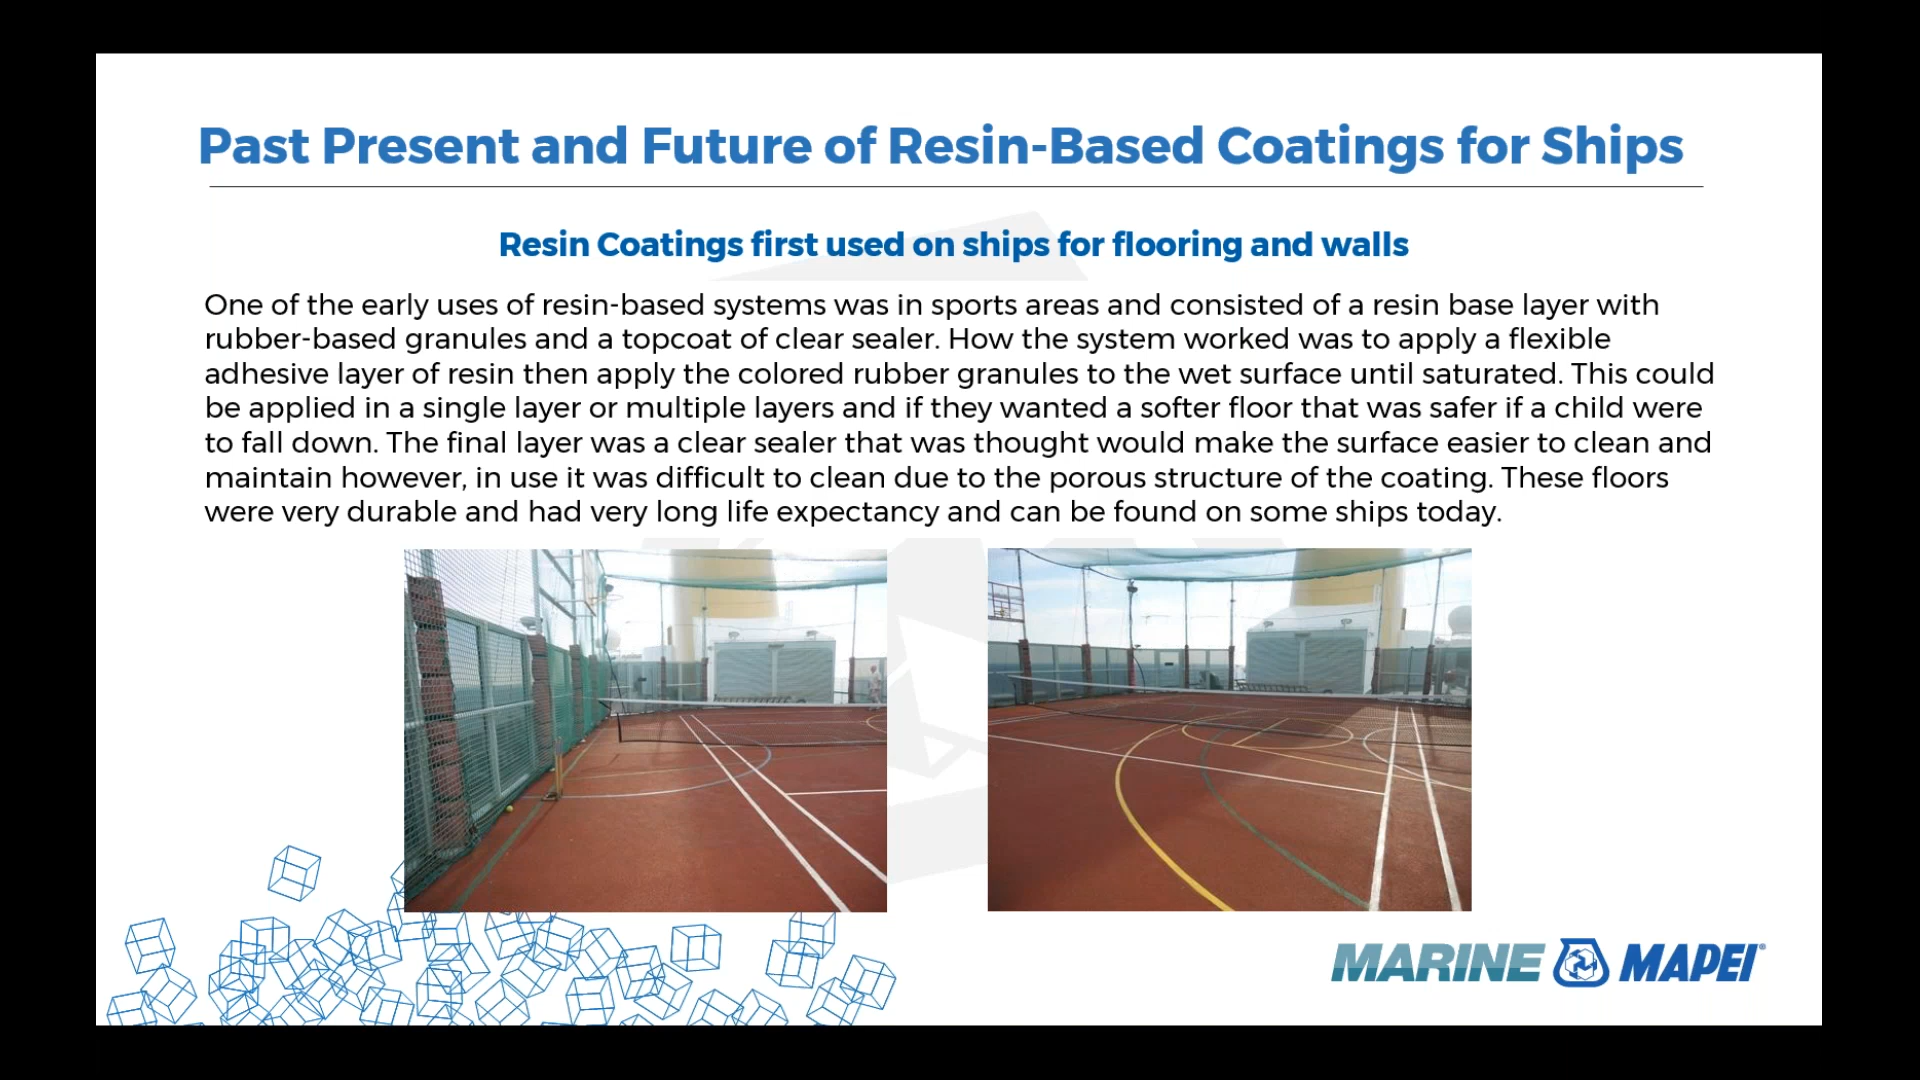 Past Present and Future of Resin-Based Coatings for Ships
Resin Coatings first used on ships for flooring and walls
One of the early uses of resin-based systems was in sports areas and consisted of a resin base layer with
rubber-based granules and a topcoat of clear sealer. How the system worked was to apply a flexible
adhesive layer of resin then apply the colored rubber granules to the wet surface until saturated. This could
be applied in a single layer or multiple layers and if they wanted a softer floor that was safer if a child were
to fall down. The final layer was a clear sealer that was thought would make the surface easier to clean and
maintain however, in use it was difficult to clean due to the porous structure of the coating. These floors
were very durable and had very long life expectancy and can be found on some ships today.
MARINE MAPEI®